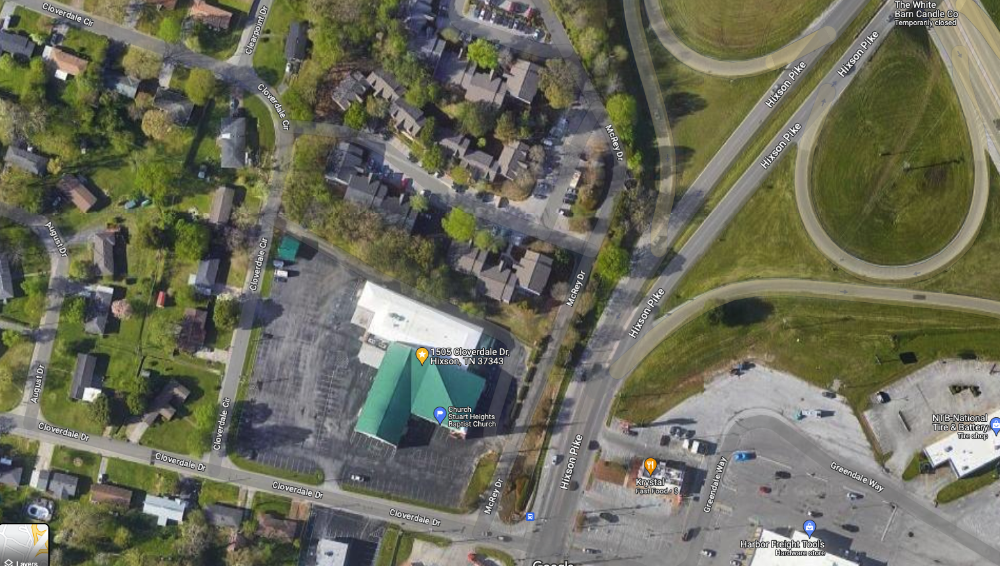 Cloverdale Cir
Clearpoint Dr
The White
Barn Candle Co
Temporarily closed
Hixson Pike
Hixson Pike
Cloverdale Cir
McRey Dr
Hixson Pike
August Dr
Cloverdale Cir
McRey Dr
Hixson Pike
1505 Cloverdale Dr,
Hixson, TN 37343
August Dr
Church
Stuart Heights
Baptist Church
Cloverdale Cir
NTB-National
Tire & Battery
Tire shop
Cloverdale Dr
Cloverdale Dr
Hixson Pike
Krystal
Fast Food • $
Greendale Way
Greendale Way
Cloverdale Dr
McRey Dr
Cloverdale Dr
Harbor Freight Tools
Hardware store
Layers
Google